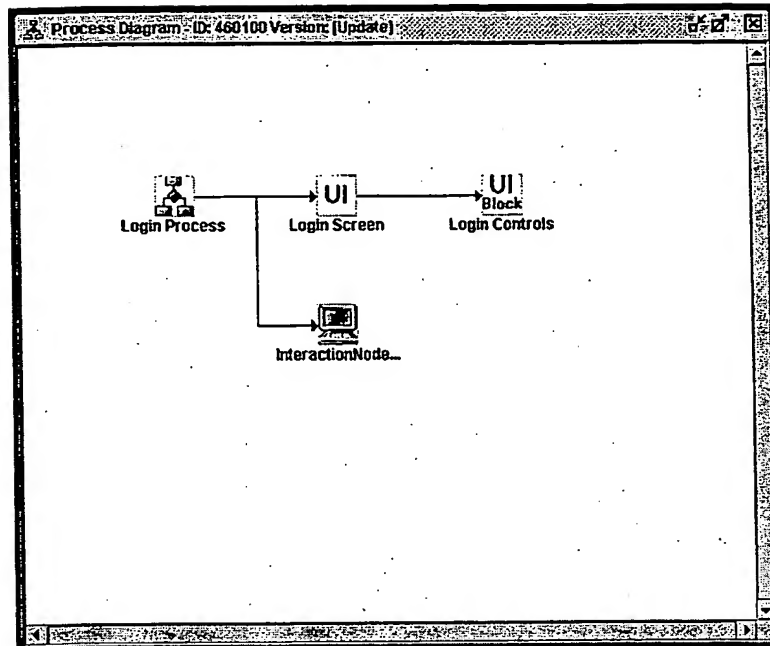 Process Diagram - ID: 460100 Version: [Update]
UI
UI
Block
Login Process
Login Screen
Login Controls
InteractionNode...